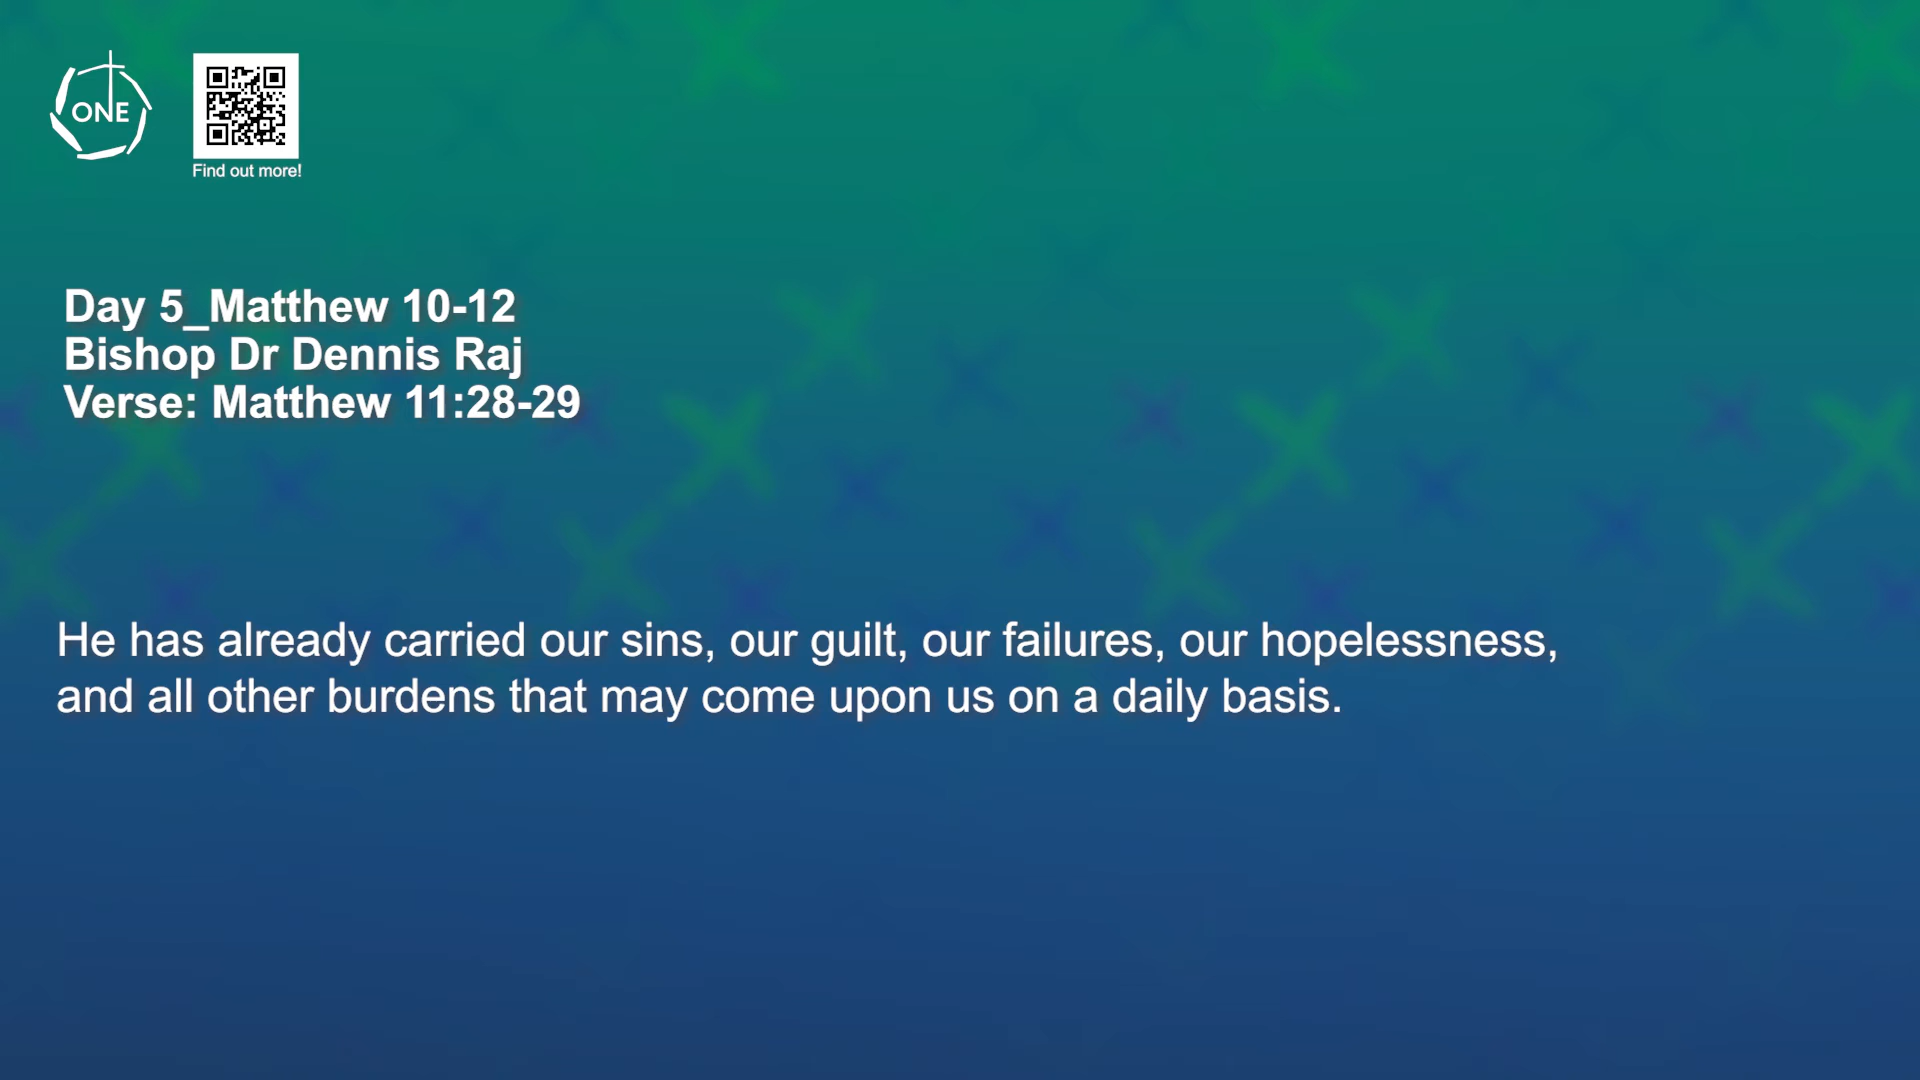 ONE
Find out more!
Day 5_Matthew 10-12
Bishop Dr Dennis Raj
Verse: Matthew 11:28-29
He has already carried our sins, our guilt, our failures, our hopelessness,
and all other burdens that may come upon us on a daily basis.